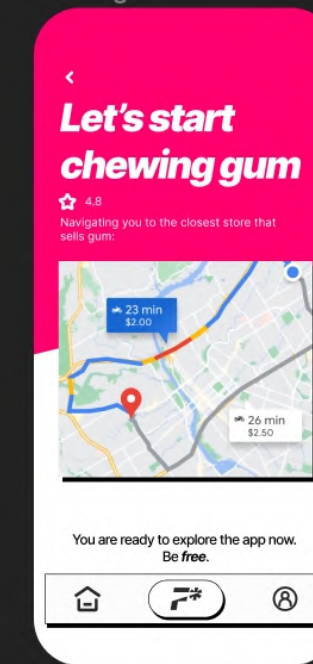 Let's start
chewing gum
4.8
Navigating you to the closest store that
sells gum:
23 min
$2.00
26 min
$2.50
You are ready to explore the app now.
Be free.
F*